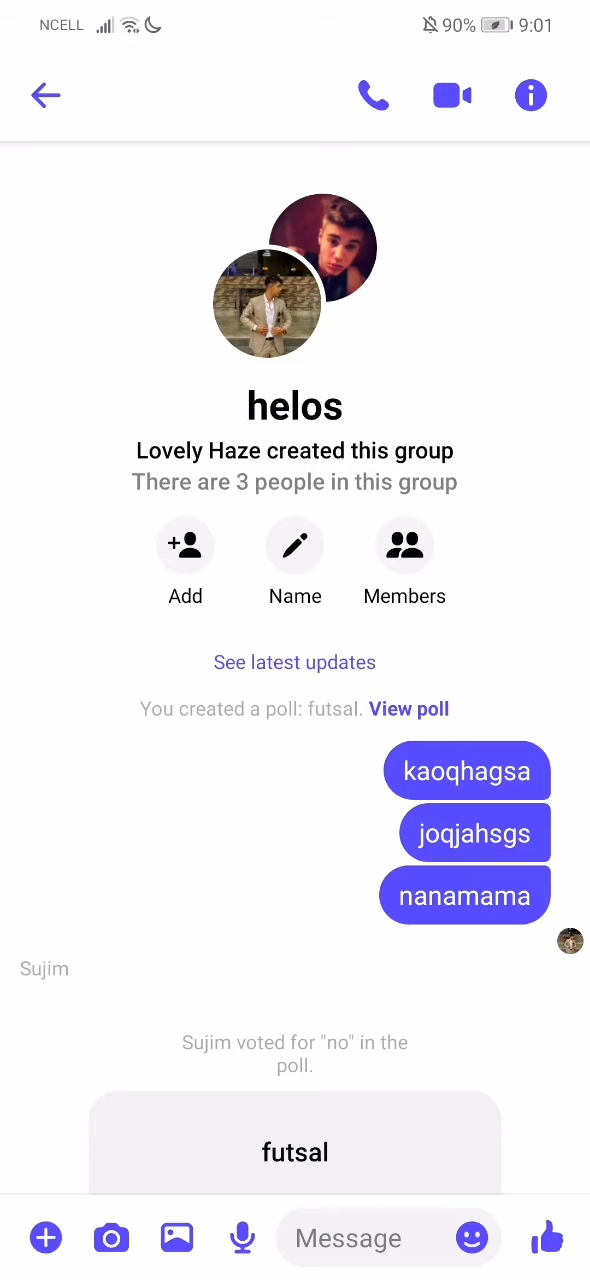 NCELL 90% 9:01
helos
Lovely Haze created this group
There are 3 people in this group
Add Name Members
See latest updates
You created a poll: futsal. View poll
kaoqhagsa
joqjahsgs
nanamama
Sujim
Sujim voted for "no" in the
poll.
futsal
Message